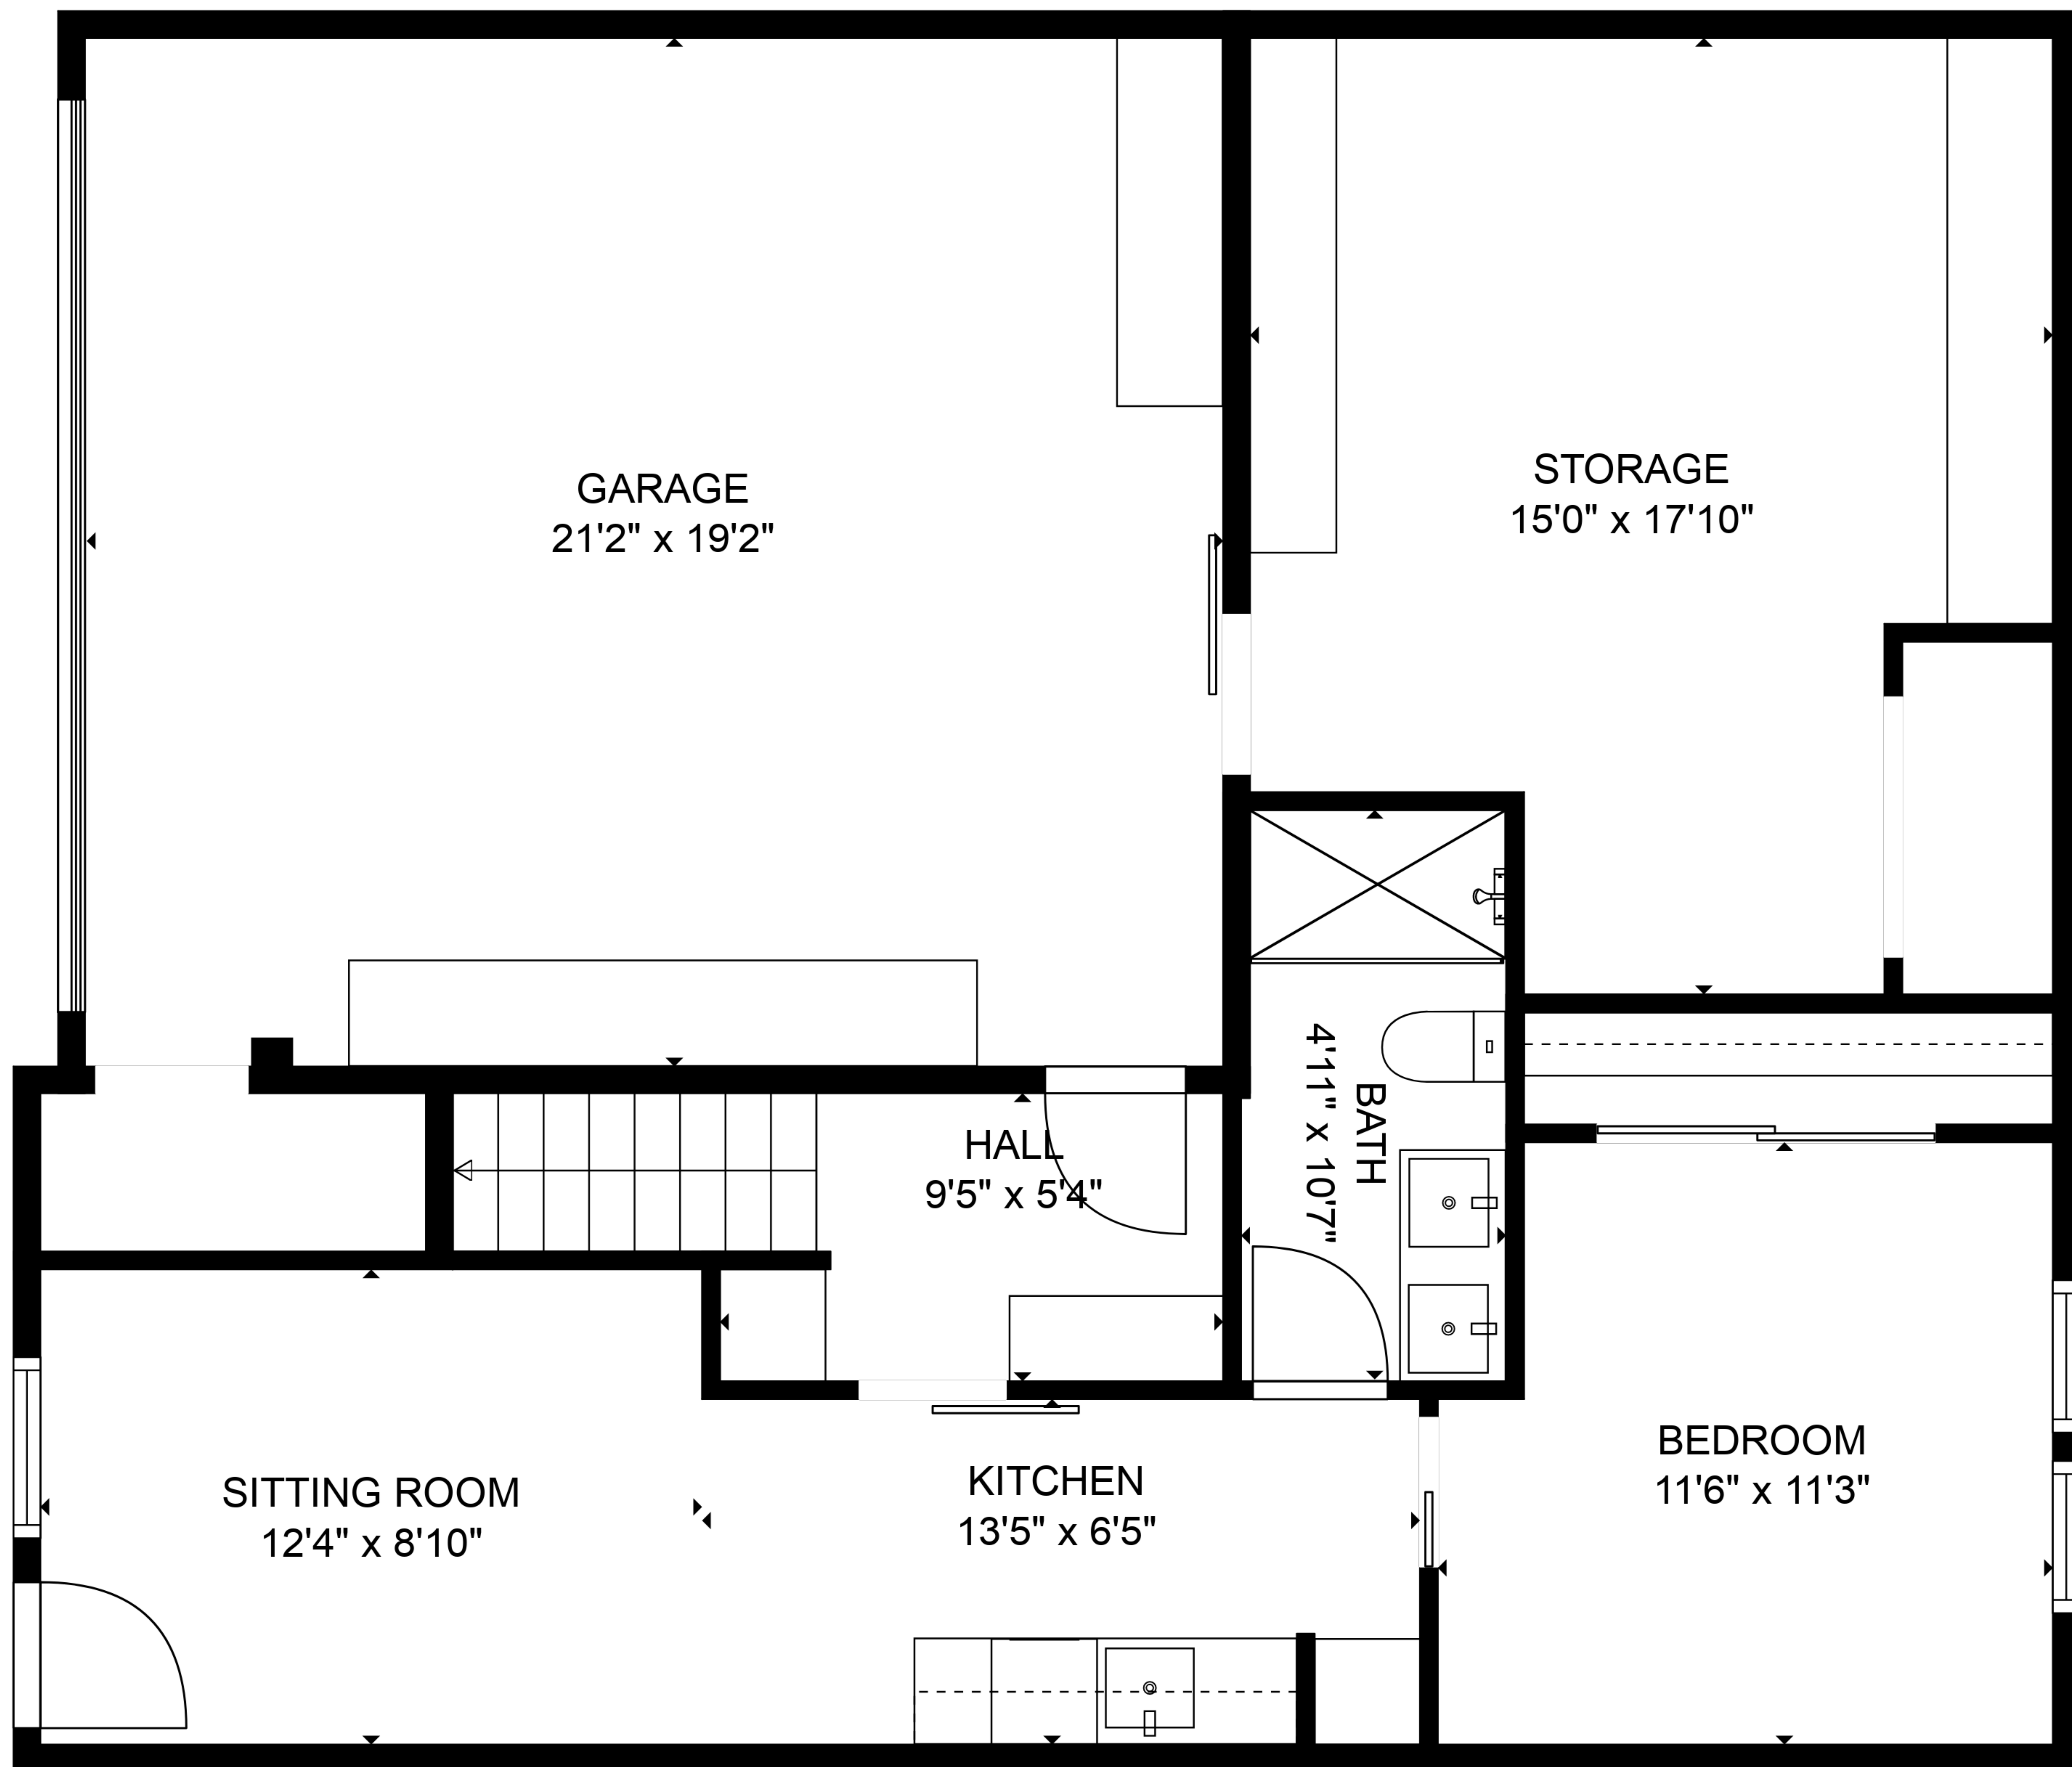 GARAGE
21'2" x 19'2"
STORAGE
15'0" x 17'10"
HALL
9'5" x 5'4"
BATH
4'11" x 10'7"
SITTING ROOM
12'4" x 8'10"
KITCHEN
13'5" x 6'5"
BEDROOM
11'6" x 11'3"